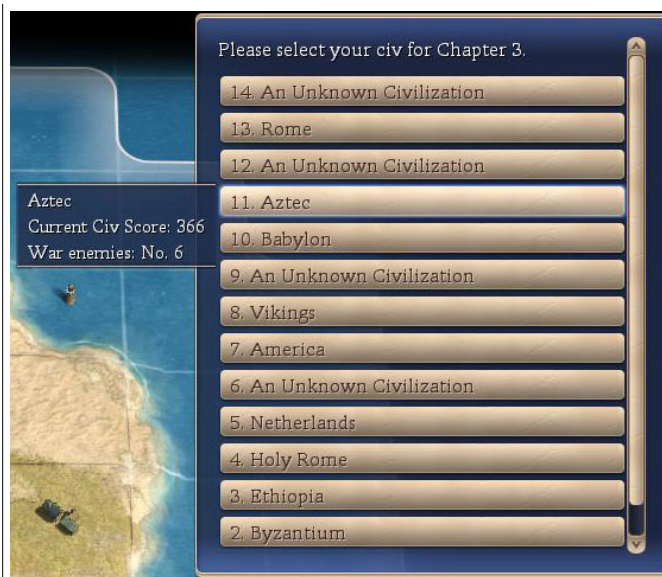 Please select your civ for Chapter 3.
14. An Unknown Civilization
13. Rome
12. An Unknown Civilization
Aztec
Current Civ Score: 366
War enemies: No. 6
11. Aztec
10. Babylon
9. An Unknown Civilization
8. Vikings
7. America
6. An Unknown Civilization
5. Netherlands
4. Holy Rome
3. Ethiopia
2. Byzantium